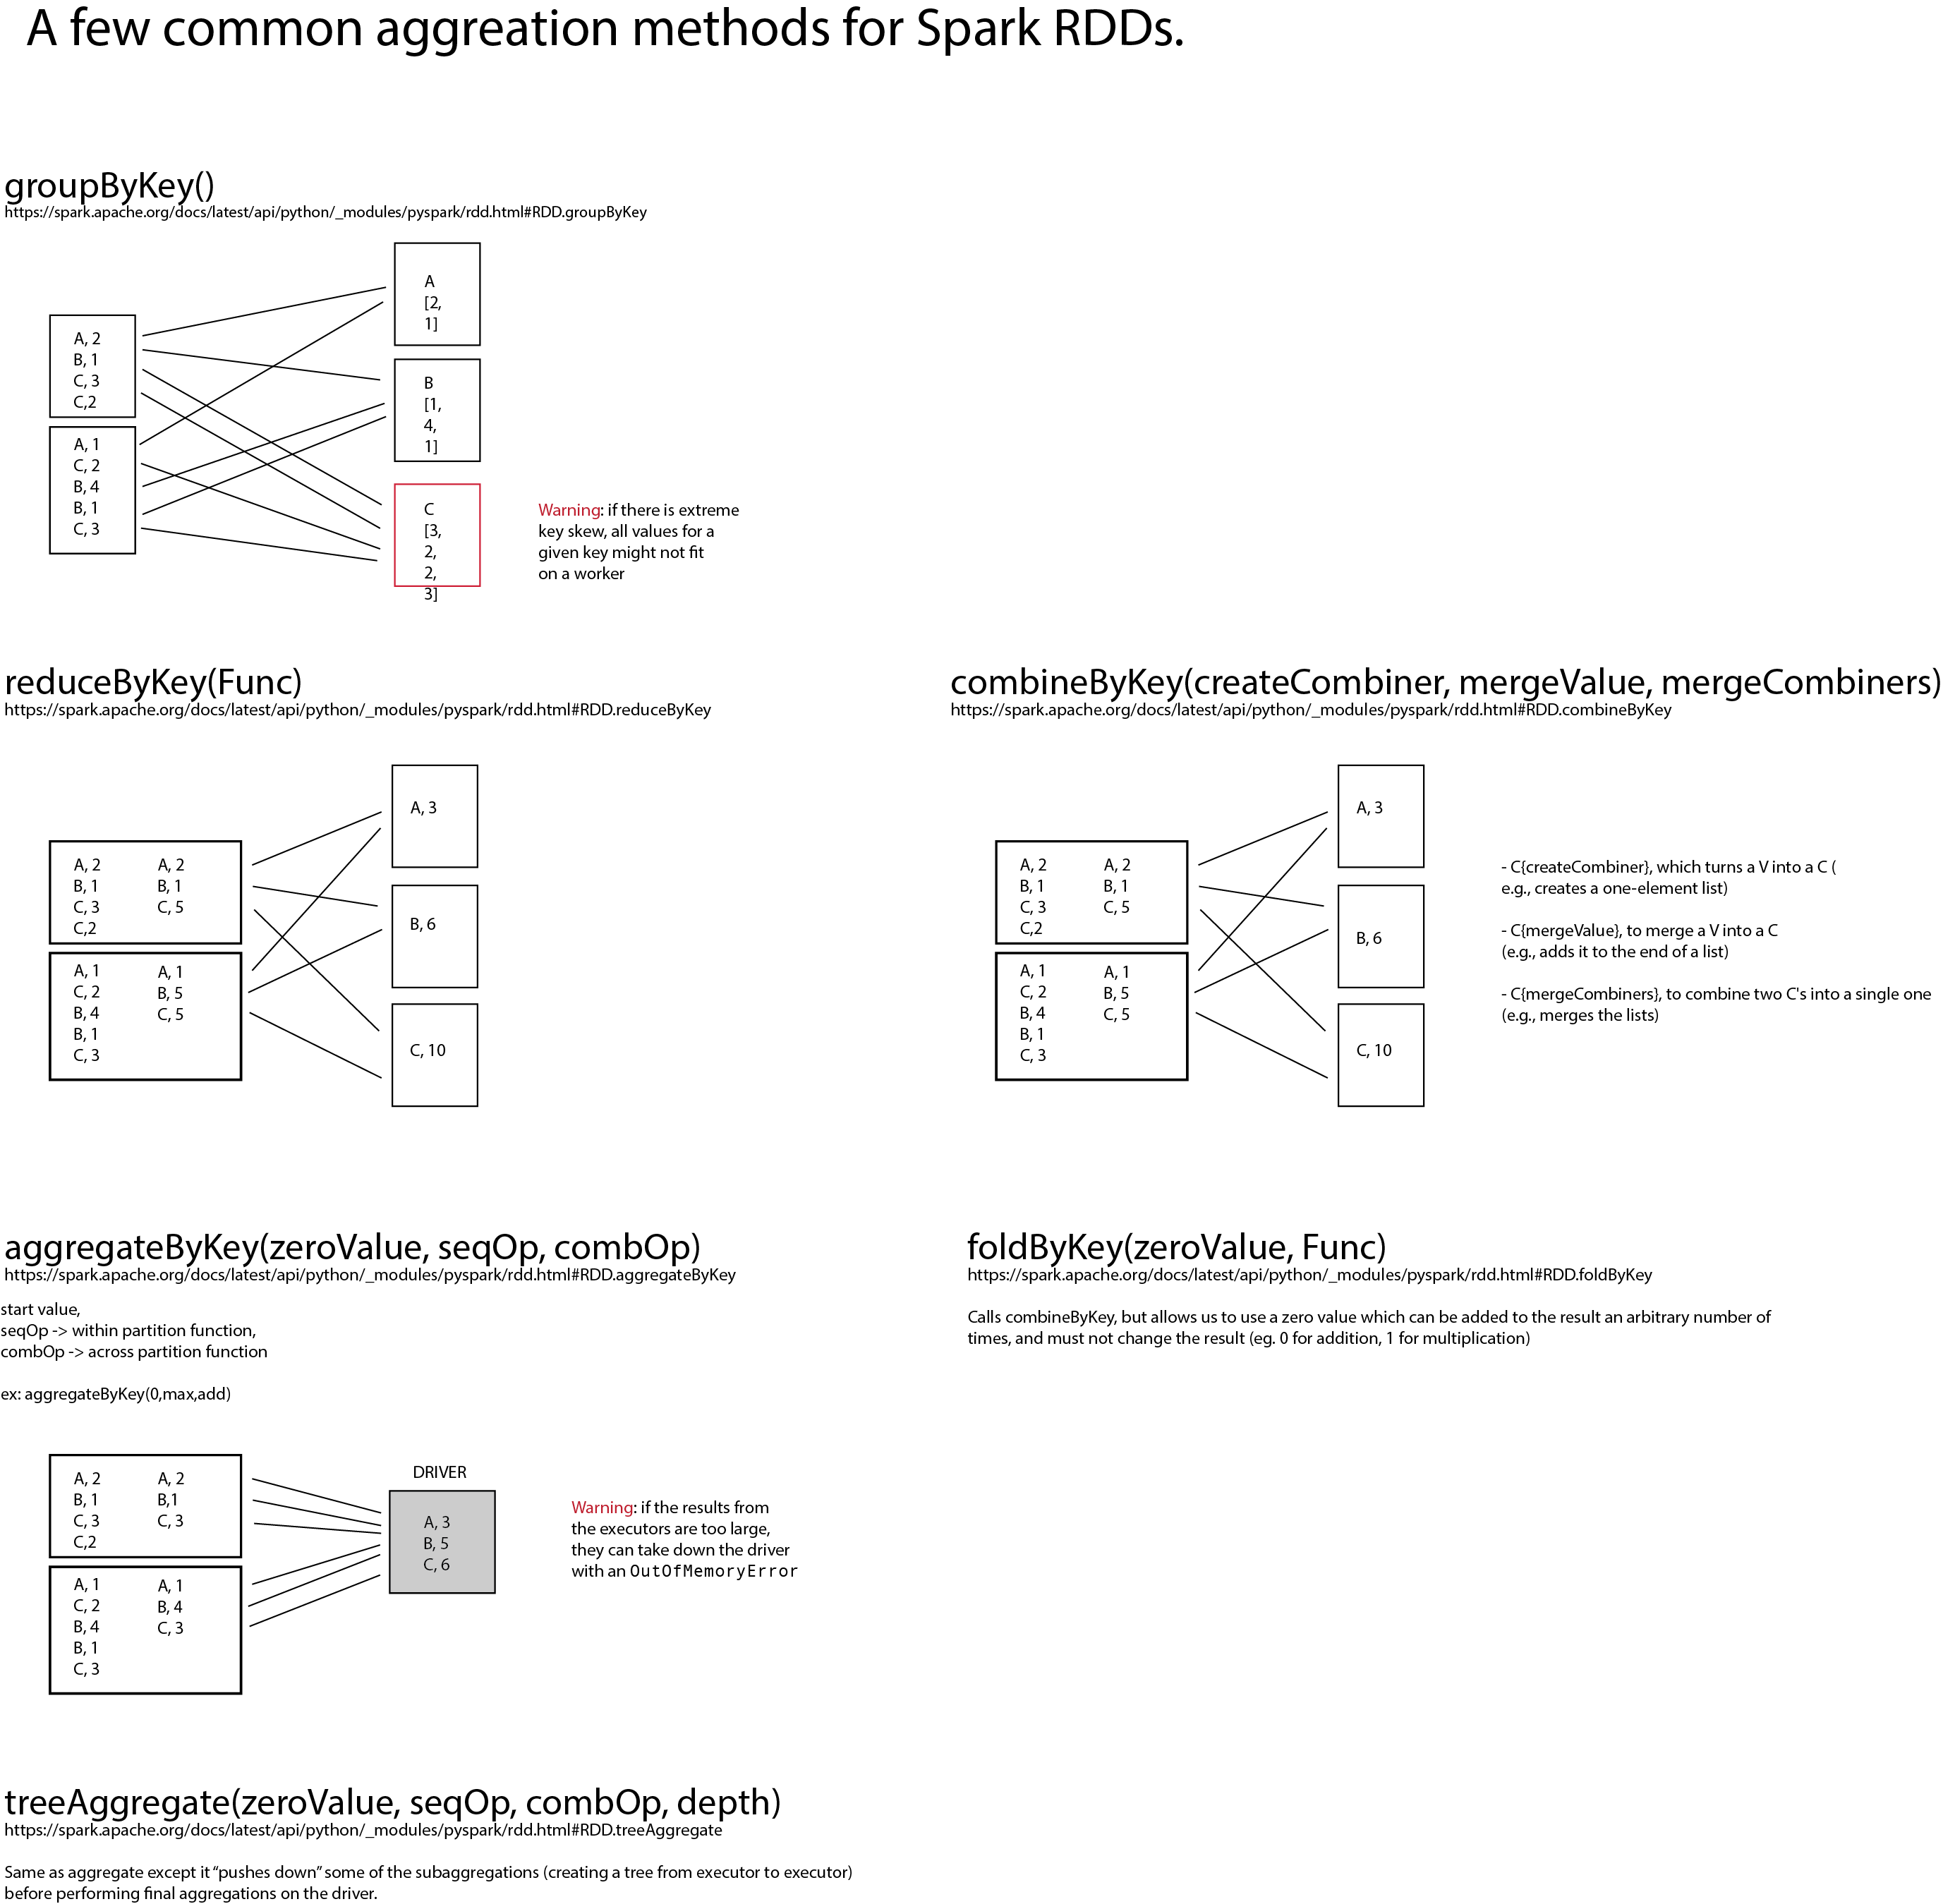 A few common aggreation methods for Spark RDDs.
groupByKey()
https://spark.apache.org/docs/latest/api/python/_modules/pyspark/rdd.html#RDD.groupByKey
A, 2
B, 1
C, 3
C,2
A, 1
C, 2
B, 4
B, 1
C, 3
A
[2,
1]
B
[1,
4,
1]
C
[3,
2,
2,
3]
Warning: if there is extreme
key skew, all values for a
given key might not fit
on a worker
reduceByKey(Func)
https://spark.apache.org/docs/latest/api/python/_modules/pyspark/rdd.html#RDD.reduceByKey
A, 2
B, 1
C, 3
C,2
A, 2
B, 1
C, 5
A, 1
C, 2
B, 4
B, 1
C, 3
A, 1
B, 5
C, 5
A, 3
B, 6
C, 10
combineByKey(createCombiner, mergeValue, mergeCombiners)
https://spark.apache.org/docs/latest/api/python/_modules/pyspark/rdd.html#RDD.combineByKey
A, 2
B, 1
C, 3
C,2
A, 2
B, 1
C, 5
A, 1
C, 2
B, 4
B, 1
C, 3
A, 1
B, 5
C, 5
A, 3
B, 6
C, 10
- C{createCombiner}, which turns a V into a C (
e.g., creates a one-element list)
- C{mergeValue}, to merge a V into a C
(e.g., adds it to the end of a list)
- C{mergeCombiners}, to combine two C's into a single one
(e.g., merges the lists)
aggregateByKey(zeroValue, seqOp, combOp)
https://spark.apache.org/docs/latest/api/python/_modules/pyspark/rdd.html#RDD.aggregateByKey
start value,
seqOp -> within partition function,
combOp -> across partition function
ex: aggregateByKey(0,max,add)
A, 2
B, 1
C, 3
C,2
A, 2
B,1
C, 3
A, 1
C, 2
B, 4
B, 1
C, 3
A, 1
B, 4
C, 3
DRIVER
A, 3
B, 5
C, 6
Warning: if the results from
the executors are too large,
they can take down the driver
with an OutOfMemoryError
foldByKey(zeroValue, Func)
https://spark.apache.org/docs/latest/api/python/_modules/pyspark/rdd.html#RDD.foldByKey
Calls combineByKey, but allows us to use a zero value which can be added to the result an arbitrary number of
times, and must not change the result (eg. 0 for addition, 1 for multiplication)
treeAggregate(zeroValue, seqOp, combOp, depth)
https://spark.apache.org/docs/latest/api/python/_modules/pyspark/rdd.html#RDD.treeAggregate
Same as aggregate except it “pushes down” some of the subaggregations (creating a tree from executor to executor)
before performing final aggregations on the driver.